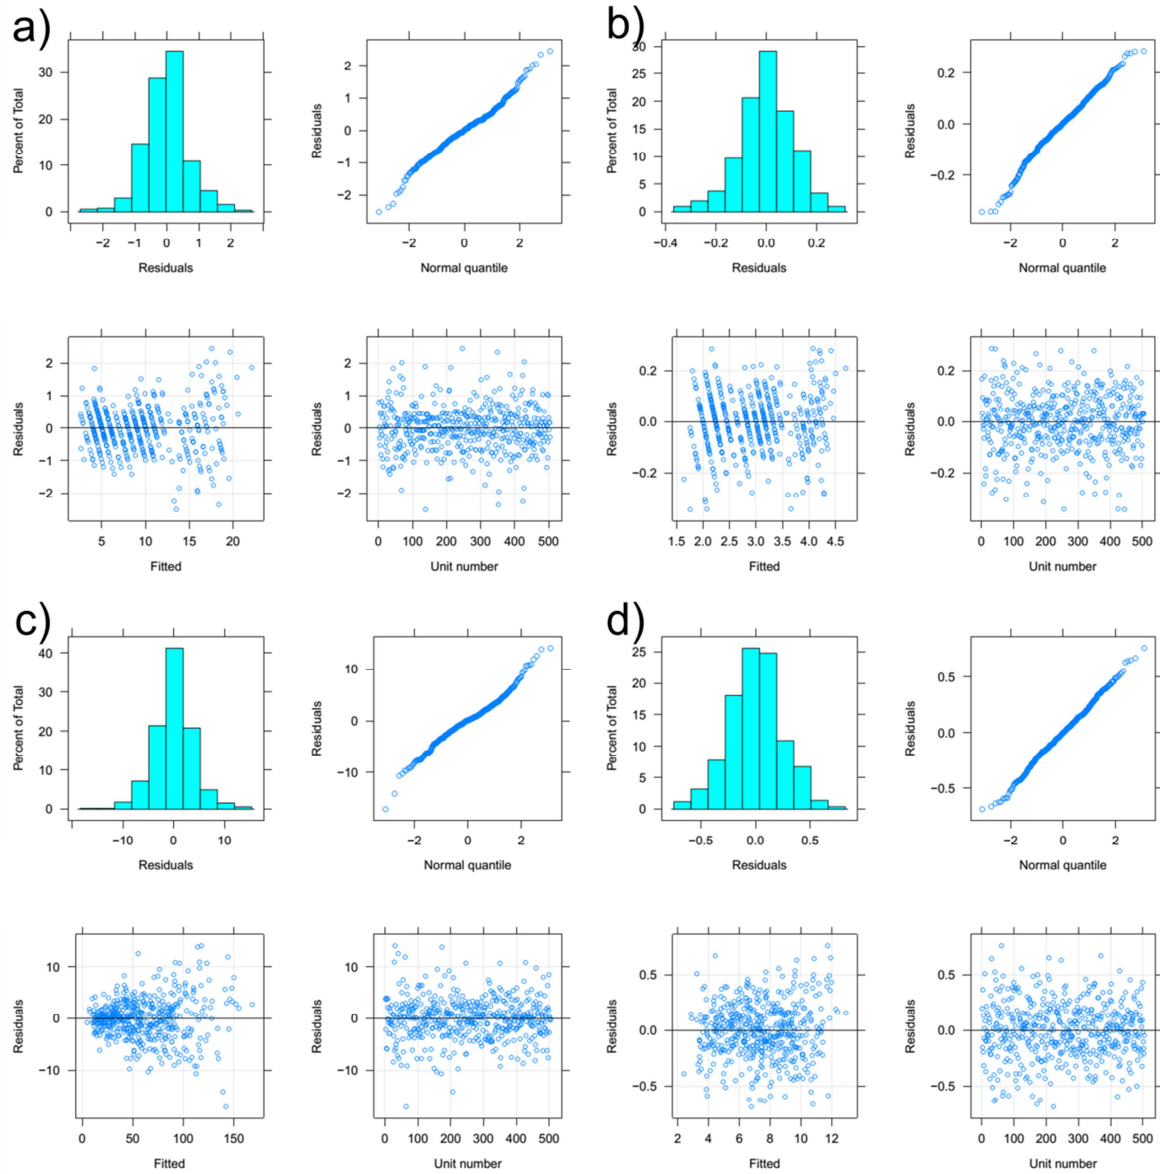 a)
Percent of Total
30
20
10
0
−2 −1 0 1 2
Residuals
Residuals
2
1
0
−1
−2
−2 0 2
Normal quantile
b)
Percent of Total
30
25
20
15
10
5
0
−0.4 −0.2 0.0 0.2
Residuals
Residuals
0.2
0.0
−0.2
−2 0 2
Normal quantile
Residuals
2
1
0
−1
−2
5 10 15 20
Fitted
Residuals
2
1
0
−1
−2
0 100 200 300 400 500
Unit number
Residuals
0.2
0.0
−0.2
1.5 2.0 2.5 3.0 3.5 4.0 4.5
Fitted
Residuals
0.2
0.0
−0.2
0 100 200 300 400 500
Unit number
c)
Percent of Total
40
30
20
10
0
−10 0 10
Residuals
Residuals
10
0
−10
−2 0 2
Normal quantile
d)
Percent of Total
25
20
15
10
5
0
−0.5 0.0 0.5
Residuals
Residuals
0.5
0.0
−0.5
−2 0 2
Normal quantile
Residuals
10
0
−10
0 50 100 150
Fitted
Residuals
10
0
−10
0 100 200 300 400 500
Unit number
Residuals
0.5
0.0
−0.5
2 4 6 8 10 12
Fitted
Residuals
0.5
0.0
−0.5
0 100 200 300 400 500
Unit number